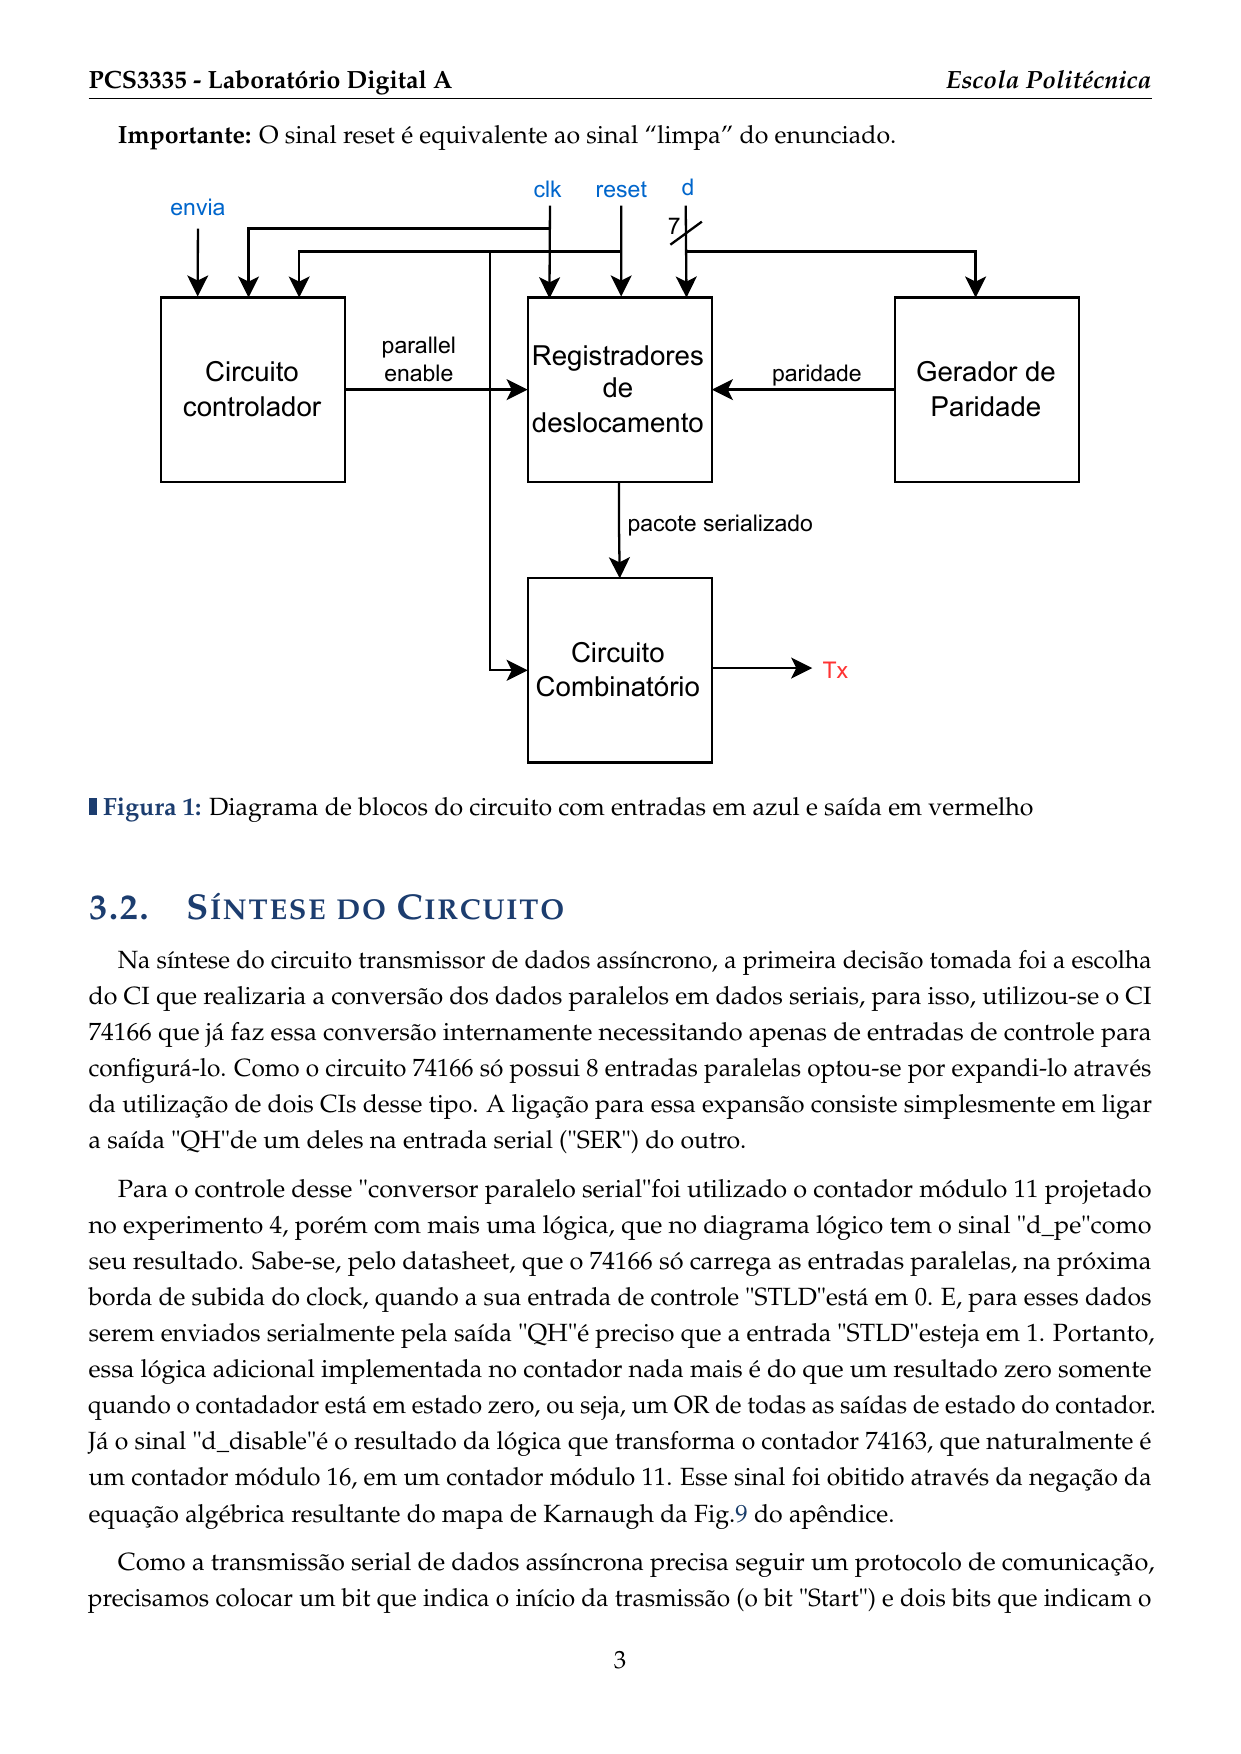 PCS3335 - Laboratório Digital A Escola Politécnica
Importante: O sinal reset é equivalente ao sinal “limpa” do enunciado.
clk reset d
envia
7
parallel
enable
Circuito
controlador
Registradores
de
deslocamento
paridade
Gerador de
Paridade
pacote serializado
Circuito
Combinatório
Tx
Figura 1: Diagrama de blocos do circuito com entradas em azul e saída em vermelho
3.2. SÍNTESE DO CIRCUITO
Na síntese do circuito transmissor de dados assíncrono, a primeira decisão tomada foi a escolha
do CI que realizaria a conversão dos dados paralelos em dados seriais, para isso, utilizou-se o CI
74166 que já faz essa conversão internamente necessitando apenas de entradas de controle para
configurá-lo. Como o circuito 74166 só possui 8 entradas paralelas optou-se por expandi-lo através
da utilização de dois CIs desse tipo. A ligação para essa expansão consiste simplesmente em ligar
a saída "QH"de um deles na entrada serial ("SER") do outro.
Para o controle desse "conversor paralelo serial"foi utilizado o contador módulo 11 projetado
no experimento 4, porém com mais uma lógica, que no diagrama lógico tem o sinal "d_pe"como
seu resultado. Sabe-se, pelo datasheet, que o 74166 só carrega as entradas paralelas, na próxima
borda de subida do clock, quando a sua entrada de controle "STLD"está em 0. E, para esses dados
serem enviados serialmente pela saída "QH"é preciso que a entrada "STLD"esteja em 1. Portanto,
essa lógica adicional implementada no contador nada mais é do que um resultado zero somente
quando o contadador está em estado zero, ou seja, um OR de todas as saídas de estado do contador.
Já o sinal "d_disable"é o resultado da lógica que transforma o contador 74163, que naturalmente é
um contador módulo 16, em um contador módulo 11. Esse sinal foi obitido através da negação da
equação algébrica resultante do mapa de Karnaugh da Fig.9 do apêndice.
Como a transmissão serial de dados assíncrona precisa seguir um protocolo de comunicação,
precisamos colocar um bit que indica o início da trasmissão (o bit "Start") e dois bits que indicam o
3